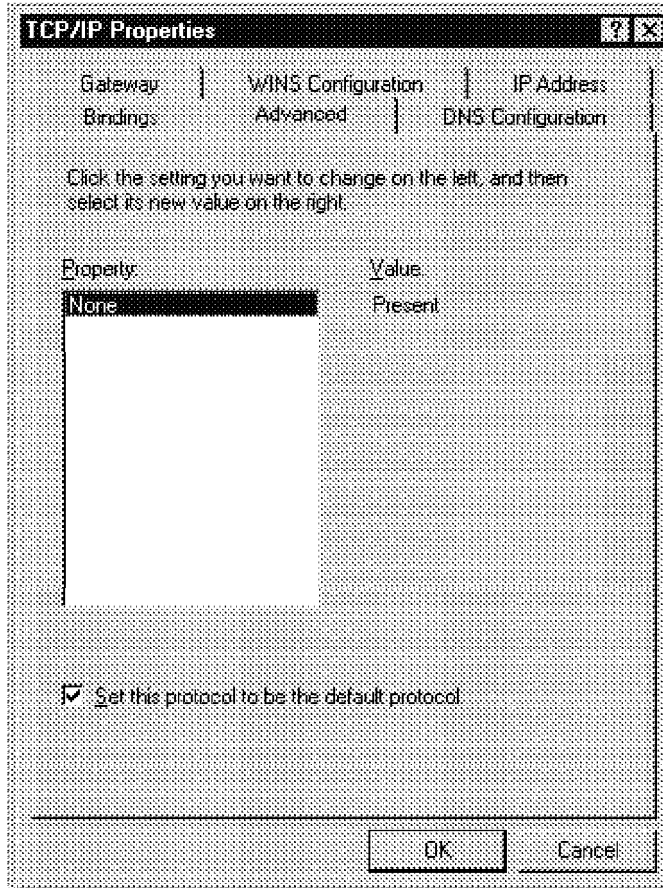 TCP/IP Properties ? ×
Gateway WINS Configuration IP Address
Bindings Advanced DNS Configuration
Click the setting you want to change on the left, and then
select its new value on the right.
Property: Value:
None Present
Set this protocol to be the default protocol
OK Cancel